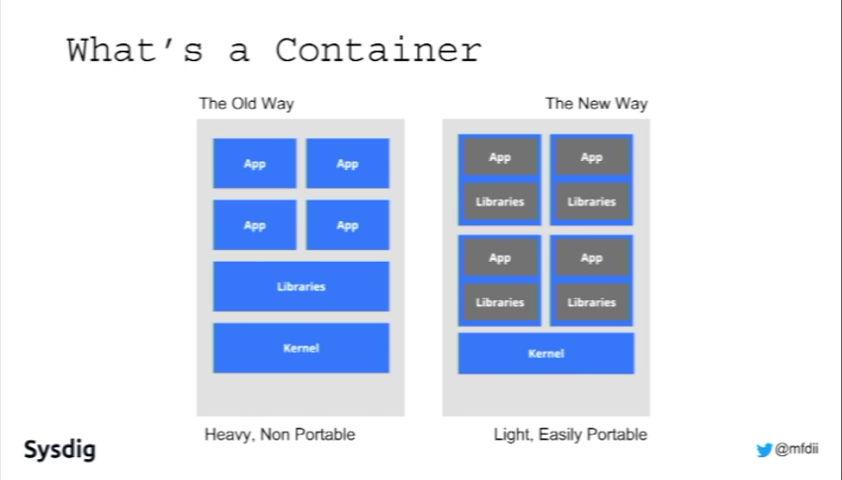 What's a Container
The Old Way
App
App
App
App
Libraries
Kernel
Heavy, Non Portable
The New Way
App
App
Libraries
Libraries
App
App
Libraries
Libraries
Kernel
Light, Easily Portable
Sysdig
@mfdii